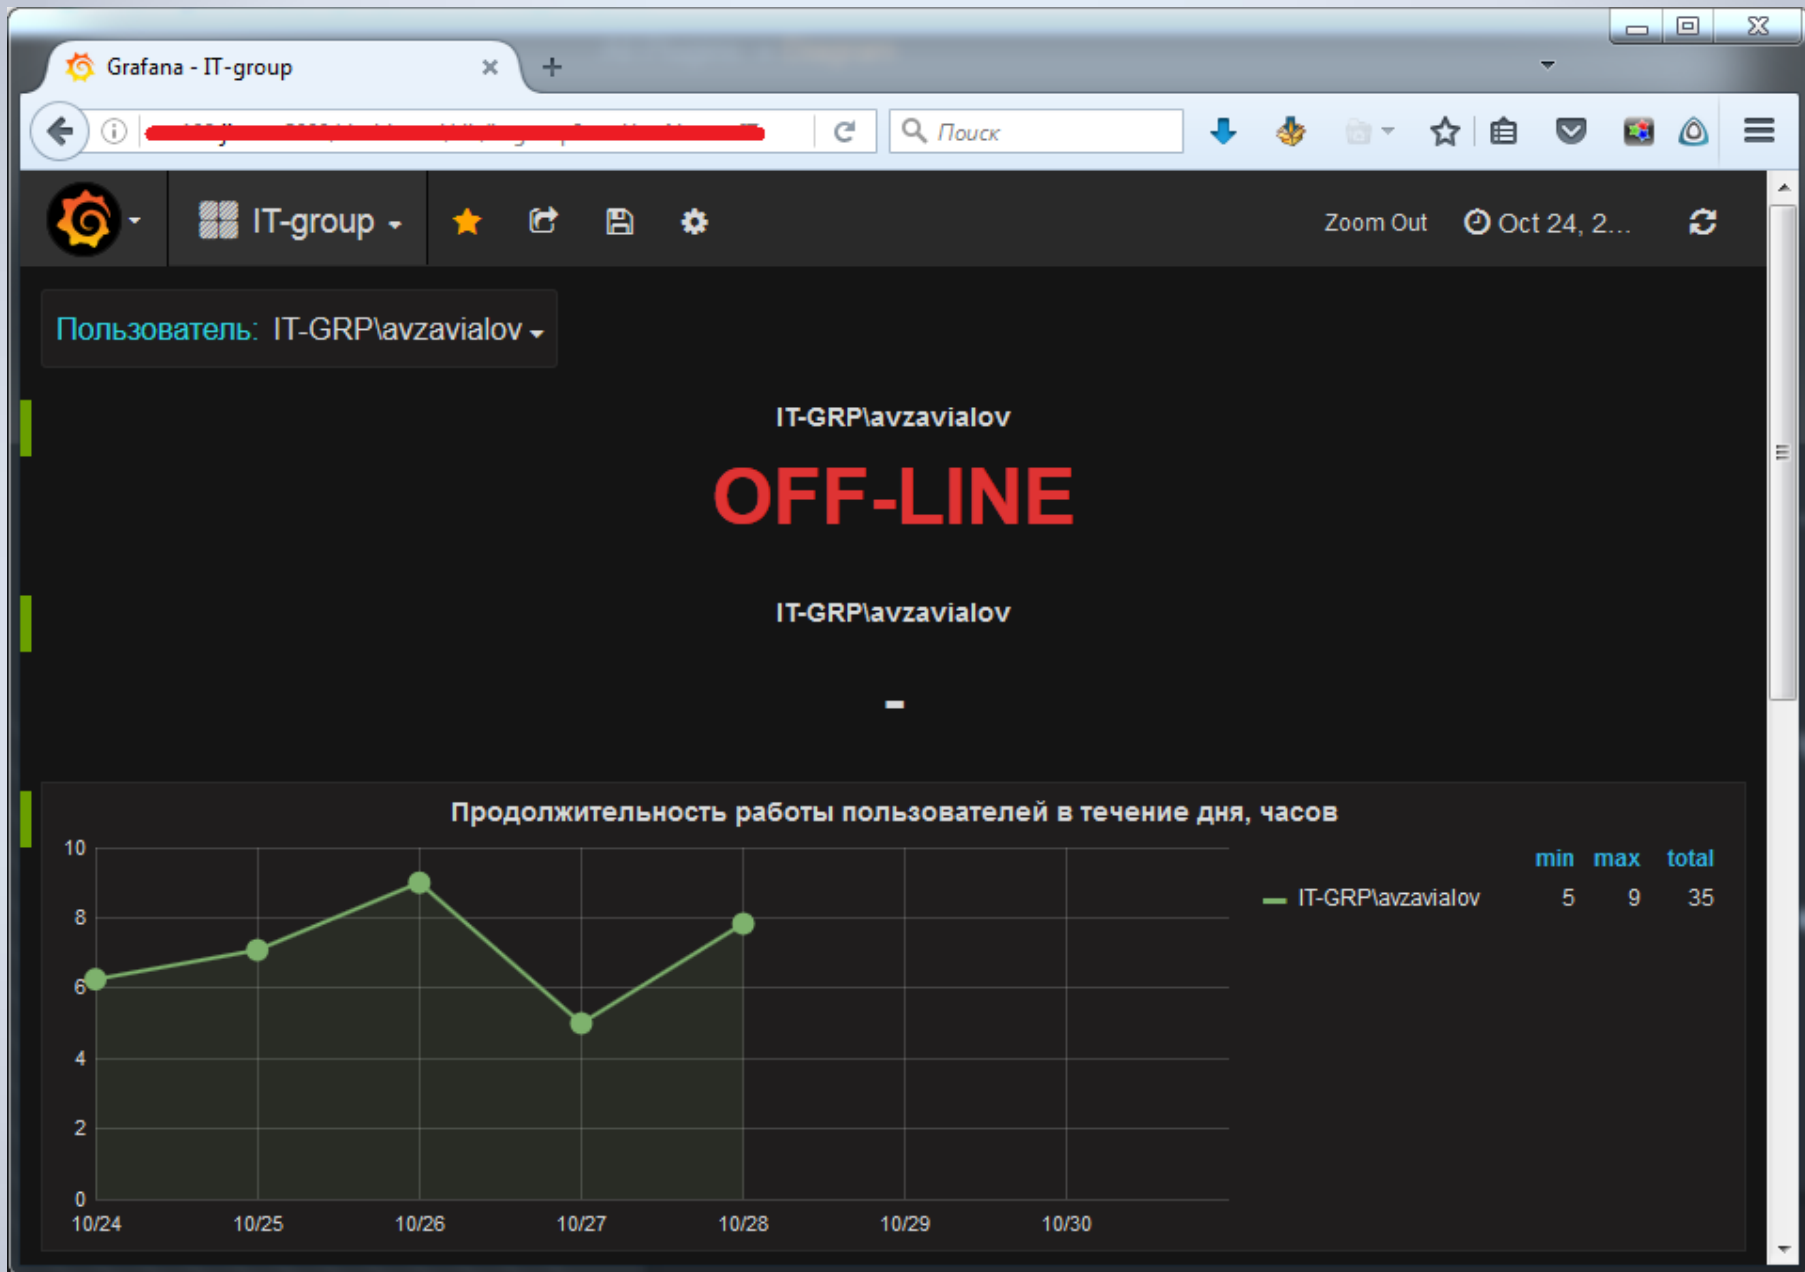 Grafana - IT-group
Поиск
IT-group
Zoom Out
Oct 24, 2...
Пользователь: IT-GRP\avzavialov
IT-GRP\avzavialov
OFF-LINE
IT-GRP\avzavialov
-
Продолжительность работы пользователей в течение дня, часов
min max total
IT-GRP\avzavialov 5 9 35
10
8
6
4
2
0
10/24 10/25 10/26 10/27 10/28 10/29 10/30